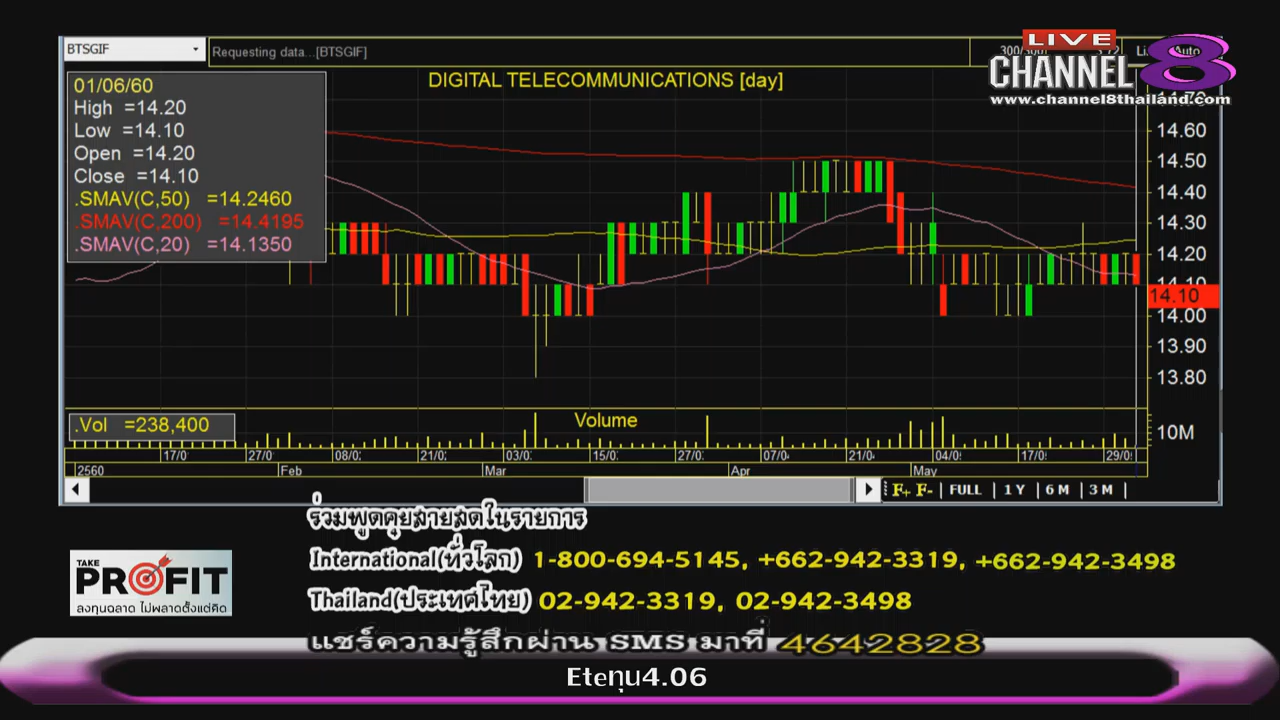 BTSGIF
Requesting data...[BTSGIF]
LIVE
CHANNEL 8
www.channel8thailand.com
DIGITAL TELECOMMUNICATIONS [day]
01/06/60
High =14.20
Low =14.10
Open =14.20
Close =14.10
.SMAV(C,50) =14.2460
.SMAV(C,200) =14.4195
.SMAV(C,20) =14.1350
14.60
14.50
14.40
14.30
14.20
14.10
14.00
13.90
13.80
.Vol =238,400
Volume
10M
17/0 27/0 08/0 21/0 03/0 15/0 27/0 07/0 21/0 04/0 17/0 29/0
2560 Feb Mar Apr May
F+ F- FULL 1 Y 6 M 3 M
ร่วมพูดคุยสายสดในรายการ
International(ทั่วโลก) 1-800-694-5145, +662-942-3319, +662-942-3498
TAKE
PROFIT
ลงทุนฉลาด ไม่พลาดตั้งแต่คิด
Thailand(ประเทศไทย) 02-942-3319, 02-942-3498
แชร์ความรู้สึกผ่าน SMS มาที่ 4642828
Eteทุน4.06